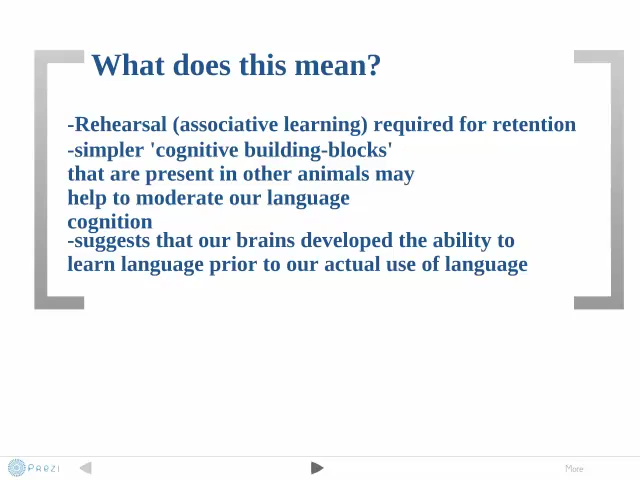 What does this mean?
-Rehearsal (associative learning) required for retention
-simpler 'cognitive building-blocks'
that are present in other animals may
help to moderate our language
cognition
-suggests that our brains developed the ability to
learn language prior to our actual use of language
Prezi
More